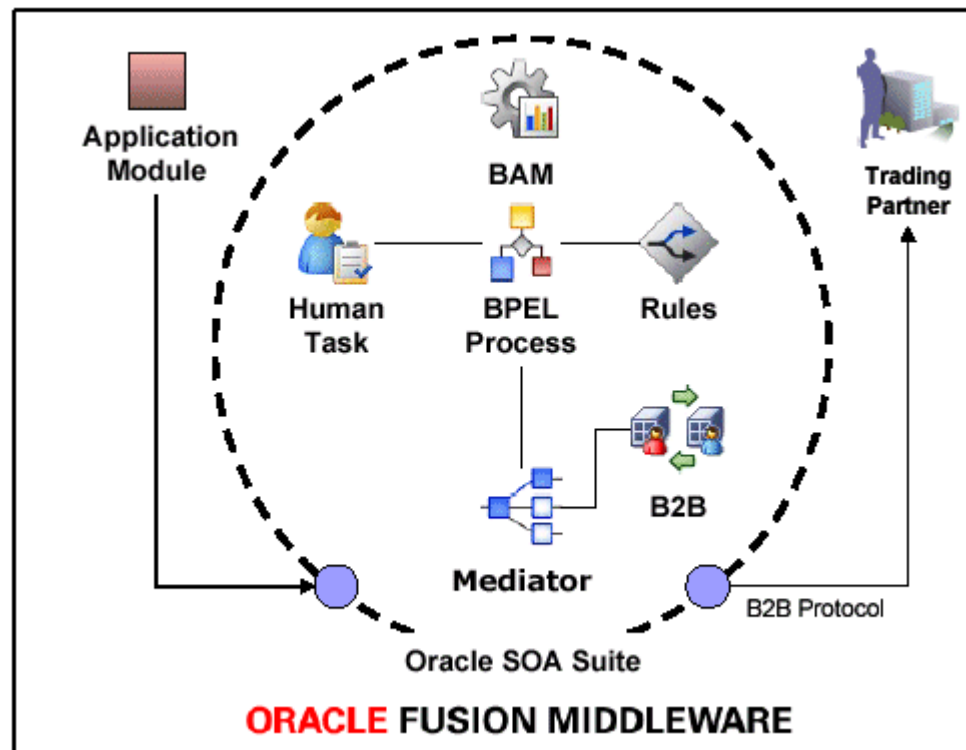 Application
Module
BAM
Trading
Partner
Human
Task
BPEL
Process
Rules
B2B
Mediator
B2B Protocol
Oracle SOA Suite
ORACLE FUSION MIDDLEWARE